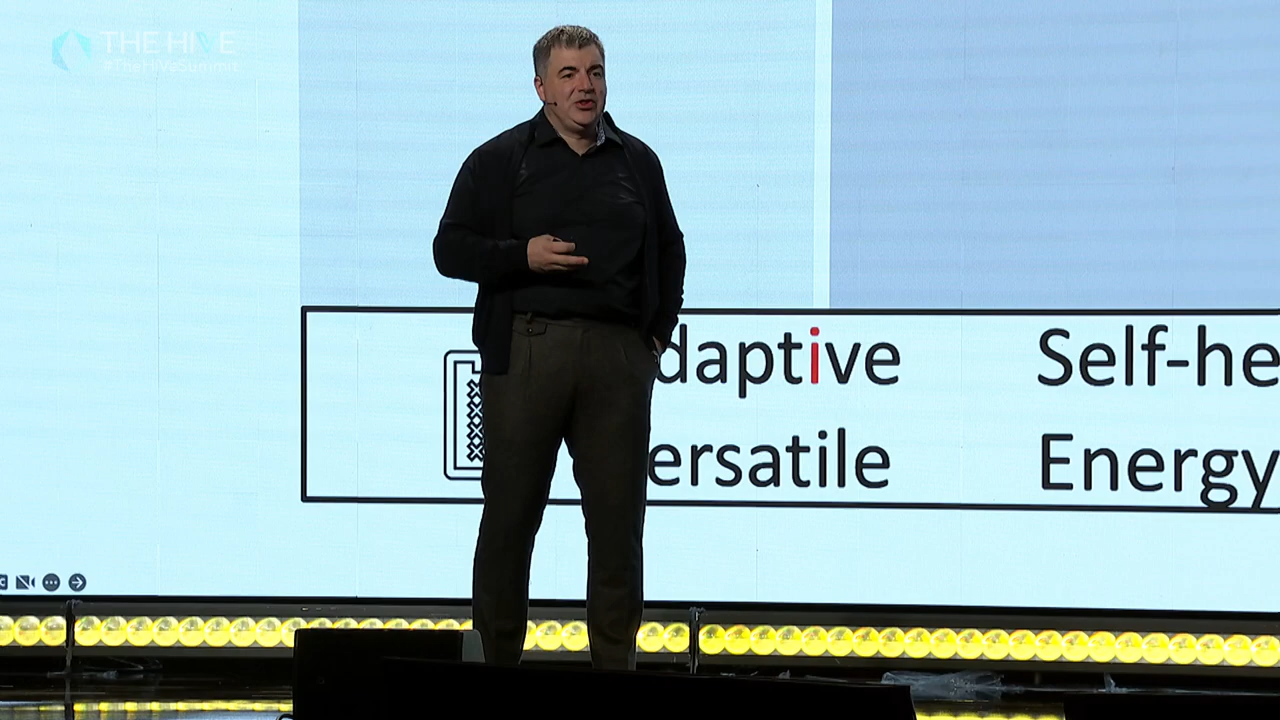 THE HIVE
#TheHIVeSummit
daptive
Self-he
ersatile
Energy